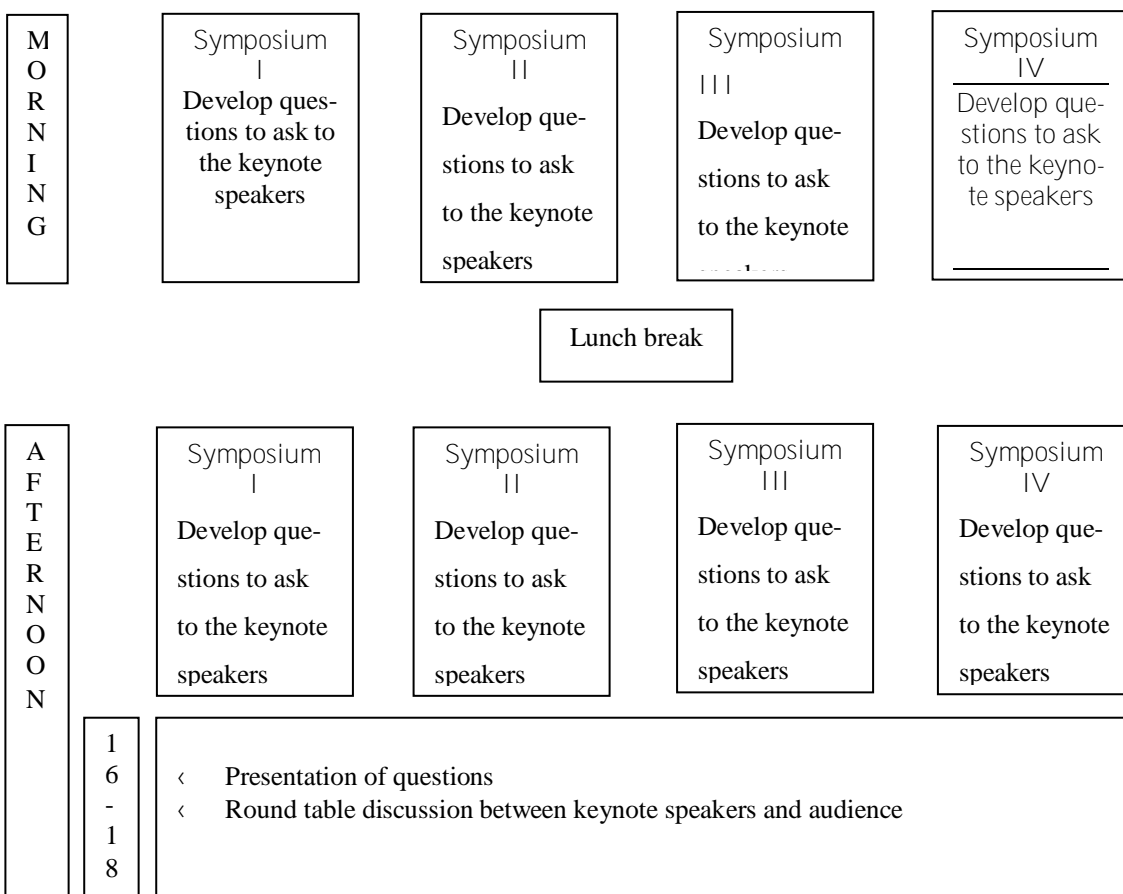 M
O
R
N
I
N
G
Symposium
I
Develop ques-
tions to ask to
the keynote
speakers
Symposium
II
Develop que-
stions to ask
to the keynote
speakers
Symposium
III
Develop que-
stions to ask
to the keynote
Symposium
IV
Develop que-
stions to ask
to the keyno-
te speakers
Lunch break
A
F
T
E
R
N
O
O
N
Symposium
I
Develop que-
stions to ask
to the keynote
speakers
Symposium
II
Develop que-
stions to ask
to the keynote
speakers
Symposium
III
Develop que-
stions to ask
to the keynote
speakers
Symposium
IV
Develop que-
stions to ask
to the keynote
speakers
1
6
-
1
8
‹ Presentation of questions
‹ Round table discussion between keynote speakers and audience